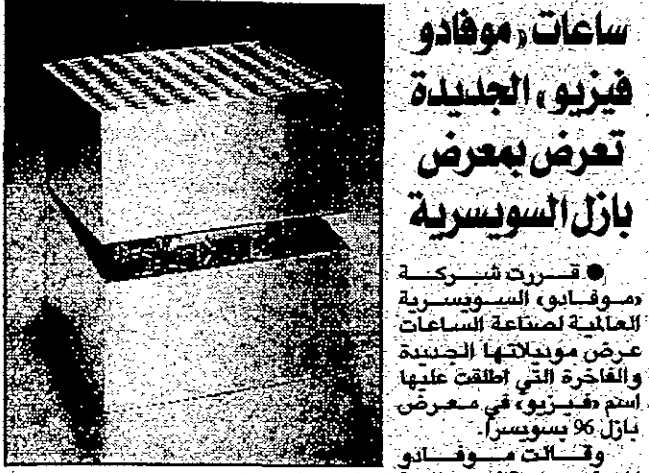 ساعات «موفادو
فيزيو» الجديدة
تعرض بمعرض
بازل السويسرية
● قررت شركة
«موفادو» السويسرية
العالمية لصناعة الساعات
عرض موديلاتها الجديدة
والفاخرة التي اطلقت عليها
اسم «فيزيو» في معرض
بازل 96 بسويسرا.
وقالت موفادو